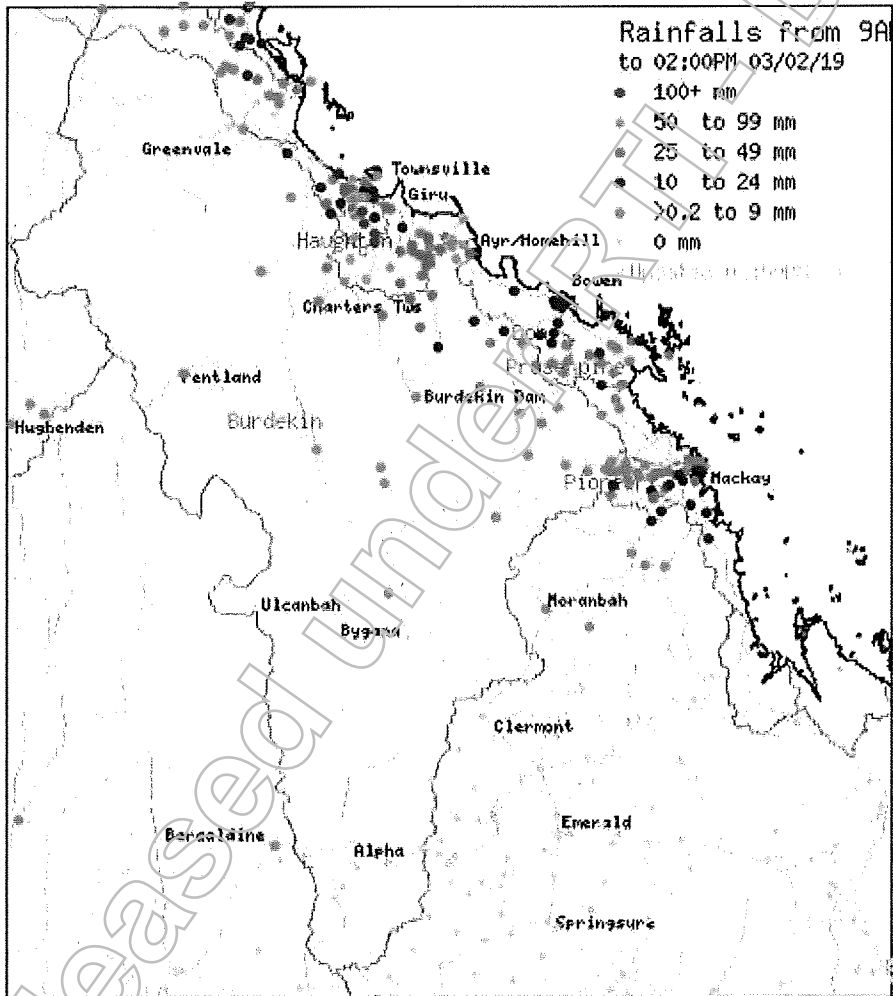 Rainfalls from 9A
to 02:00PM 03/02/19
100+ mm
50 to 99 mm
25 to 49 mm
10 to 24 mm
>0.2 to 9 mm
0 mm
Greenvale
Townsville
Giru
Haughton
Ayr/Homehill
Bowen
Charters Tws
Pentland
Burdekin Dam
Hughenden
Burdekin
Mackay
Ulcanbah
Moranbah
Clermont
Emerald
Barcaldine
Alpha
Springsure